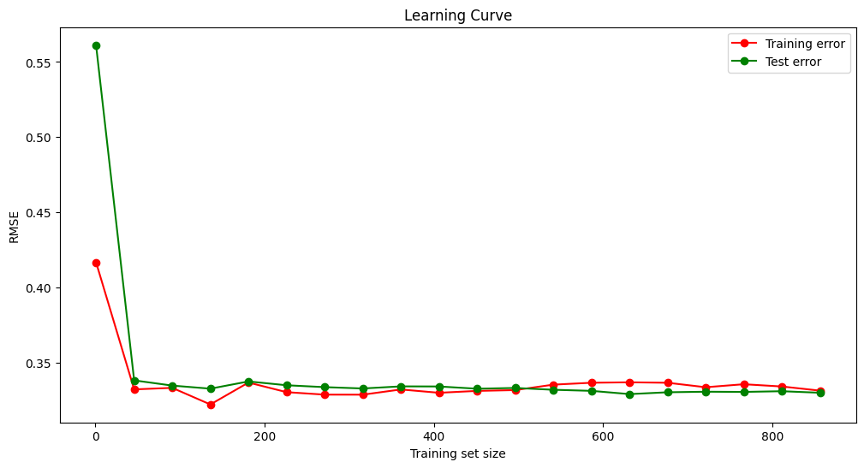 Learning Curve
Training error
Test error
0.55
0.50
0.45
0.40
0.35
RMSE
0
200
400
600
800
Training set size